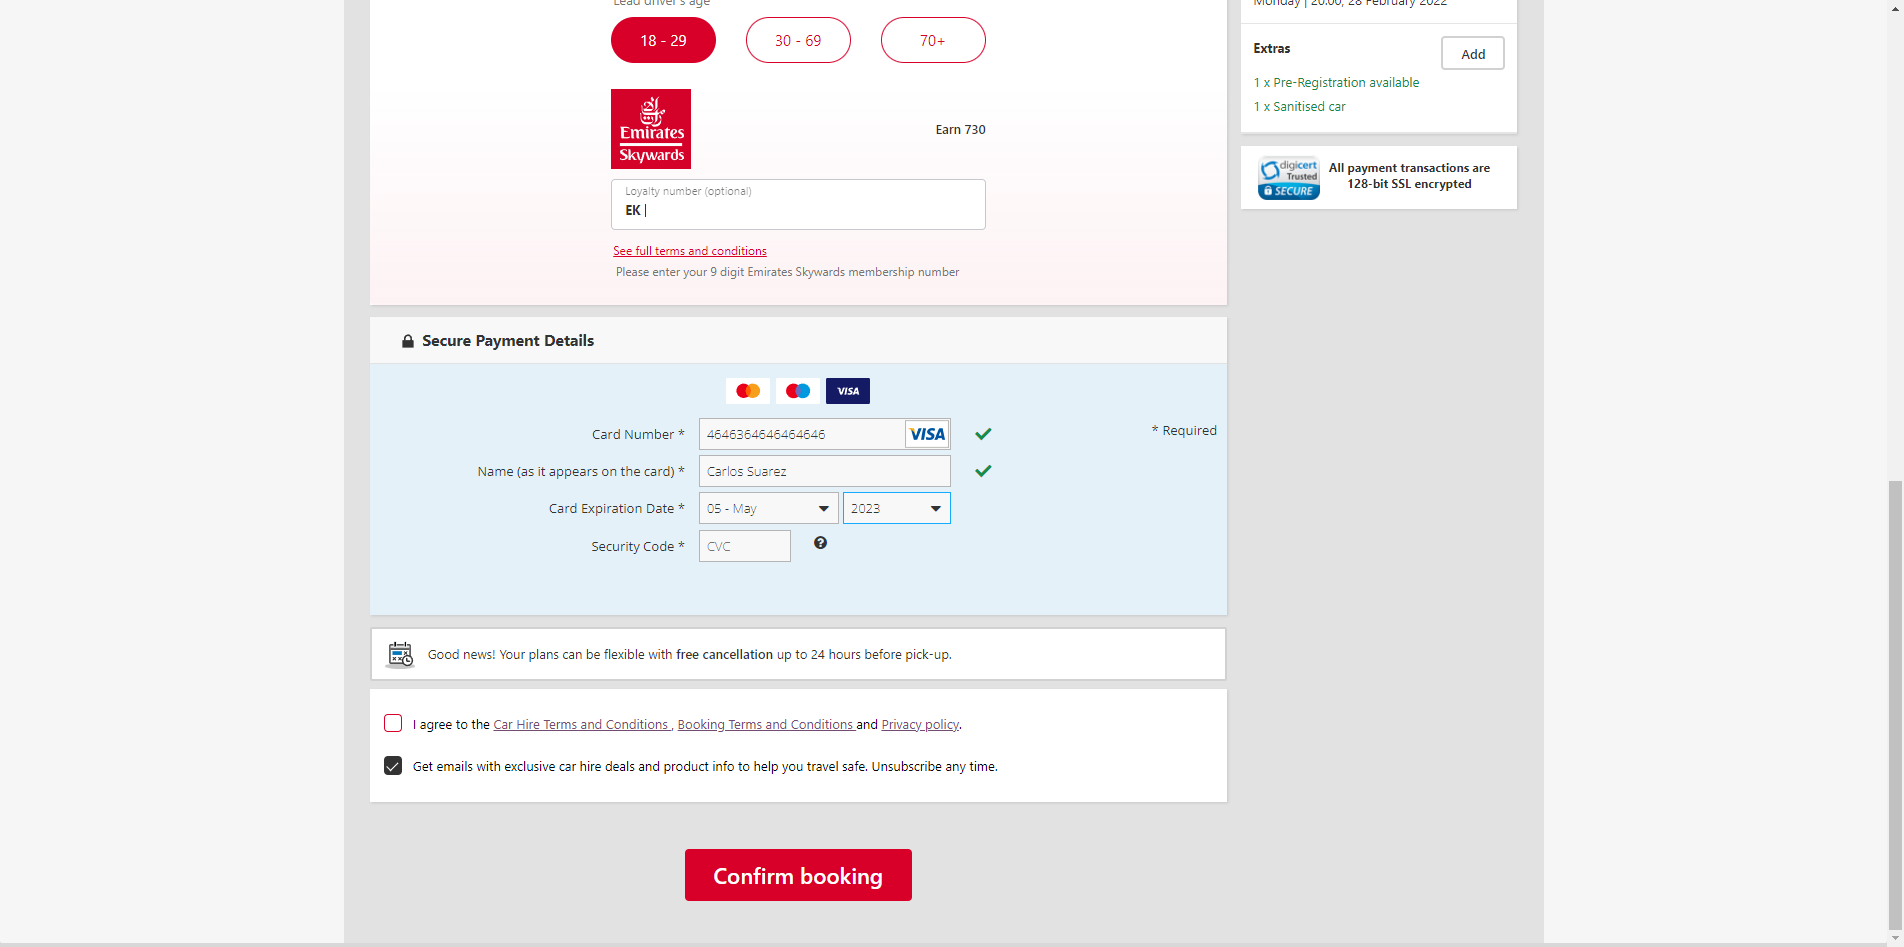 Lead driver's age
18 - 29
30 - 69
70+
Emirates
Skywards
Earn 730
Loyalty number (optional)
EK
See full terms and conditions
Please enter your 9 digit Emirates Skywards membership number
Secure Payment Details
VISA
Card Number *
4646364646464646
VISA
* Required
Name (as it appears on the card) *
Carlos Suarez
Card Expiration Date *
05 - May
2023
Security Code *
CVC
?
Good news! Your plans can be flexible with free cancellation up to 24 hours before pick-up.
I agree to the Car Hire Terms and Conditions , Booking Terms and Conditions and Privacy policy.
Get emails with exclusive car hire deals and product info to help you travel safe. Unsubscribe any time.
Confirm booking
Monday | 20:00, 28 February 2022
Extras
Add
1 x Pre-Registration available
1 x Sanitised car
digicert
Trusted
SECURE
All payment transactions are
128-bit SSL encrypted